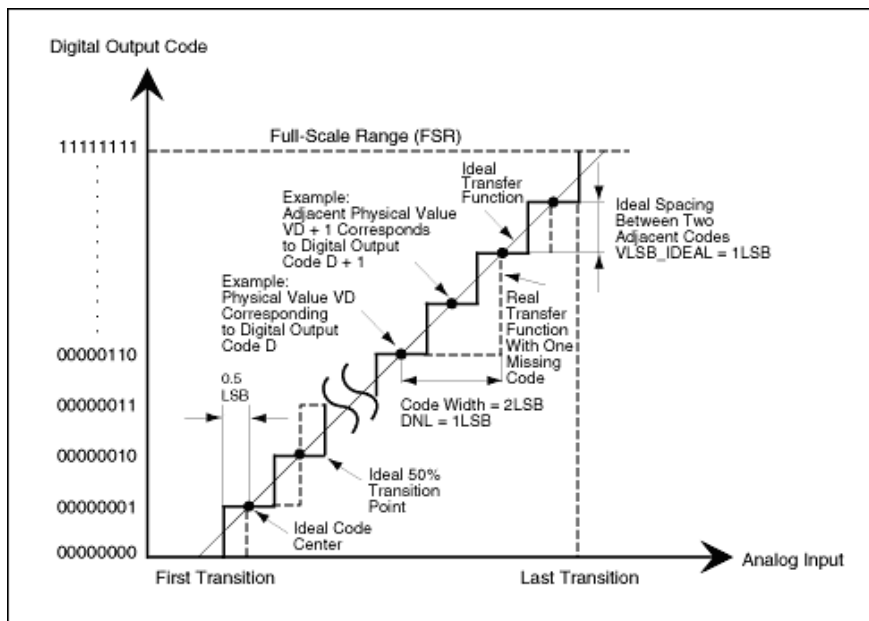 Digital Output Code
11111111
Full-Scale Range (FSR)
Ideal
Transfer
Function
Example:
Adjacent Physical Value
VD + 1 Corresponds
to Digital Output
Code D + 1
Ideal Spacing
Between Two
Adjacent Codes
VLSB_IDEAL = 1LSB
Example:
Physical Value VD
Corresponding
to Digital Output
Code D
Real
Transfer
Function
With One
Missing
Code
00000110
0.5
LSB
00000011
Code Width = 2LSB
DNL = 1LSB
00000010
Ideal 50%
Transition
Point
00000001
Ideal Code
Center
00000000
Analog Input
First Transition
Last Transition